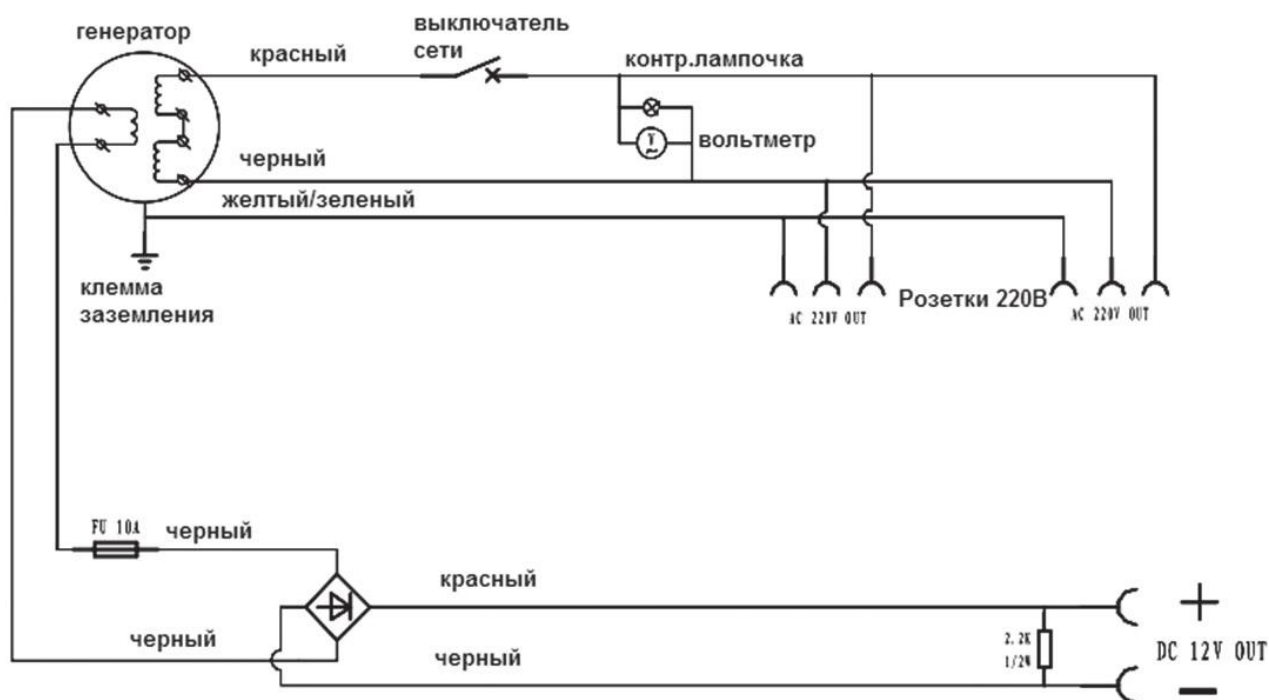 генератор
выключатель
сети
красный
контр.лампочка
вольтметр
черный
желтый/зеленый
клемма
заземления
Розетки 220В
AC 220V OUT
AC 220V OUT
FU 10A
черный
красный
черный
черный
2.2K
1/2W
+
DC 12V OUT
—